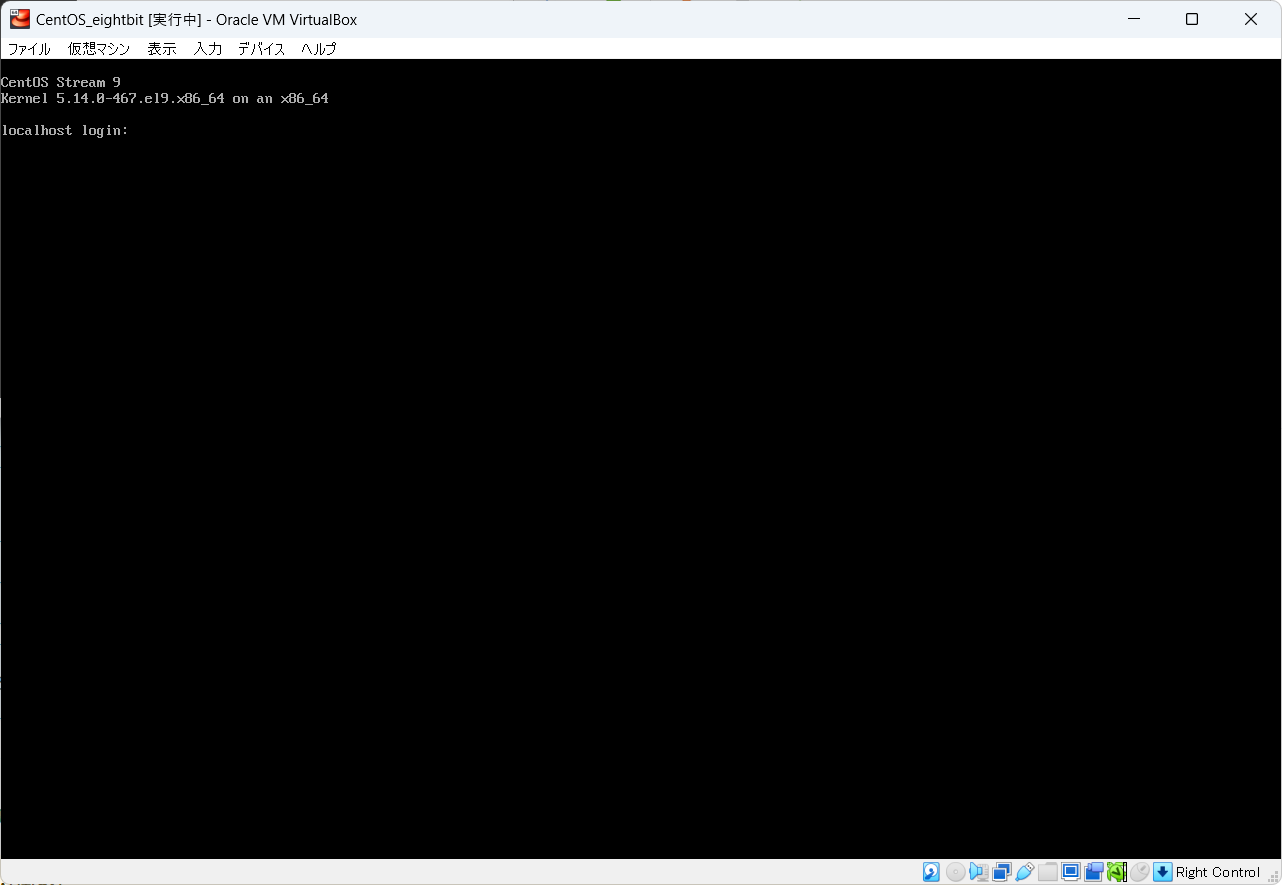 CentOS_eightbit [実行中] - Oracle VM VirtualBox
ファイル 仮想マシン 表示 入力 デバイス ヘルプ
CentOS Stream 9
Kernel 5.14.0-467.el9.x86_64 on an x86_64
localhost login:
Right Control